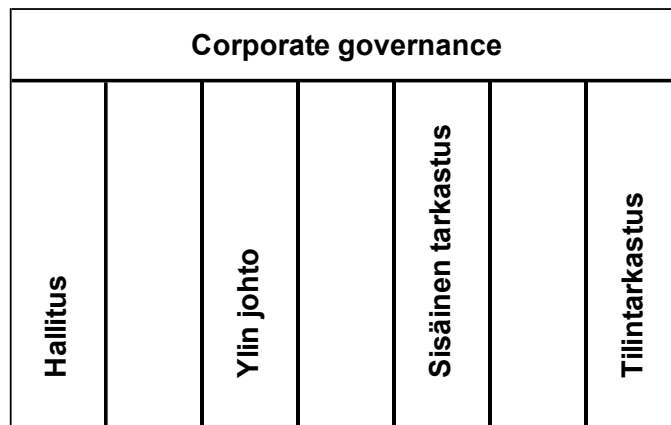 Corporate governance
Hallitus
Ylin johto
Sisäinen tarkastus
Tilintarkastus